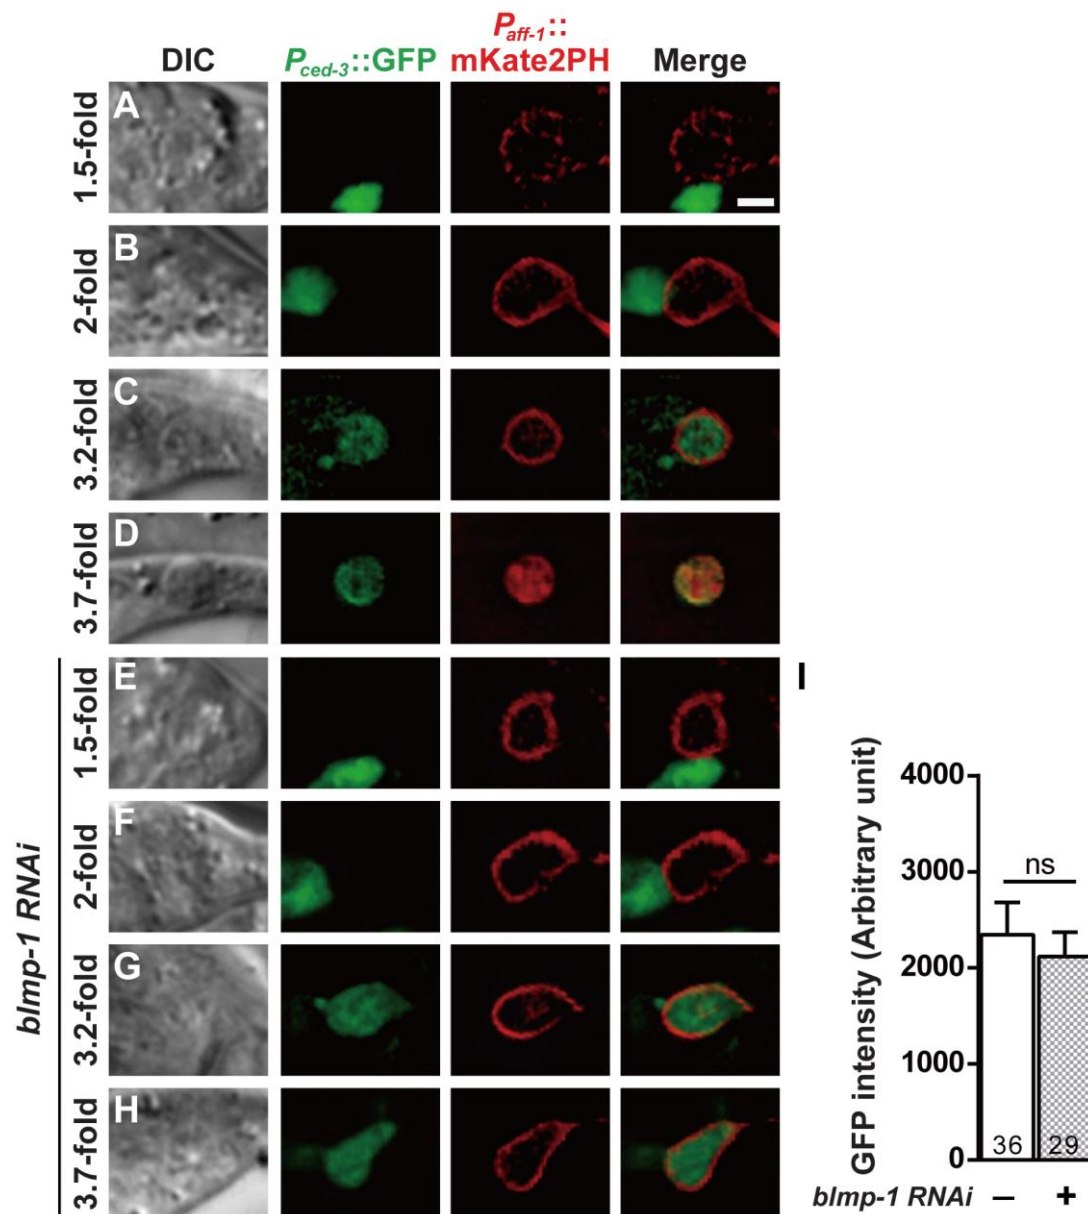 P_aff-1::
DIC P_ced-3::GFP mKate2PH Merge
1.5-fold A
2-fold B
3.2-fold C
3.7-fold D
1.5-fold E
2-fold F
3.2-fold G
3.7-fold H
blmp-1 RNAi
I
GFP intensity (Arbitrary unit)
4000
3000
2000
1000
0
ns
36 29
blmp-1 RNAi – +